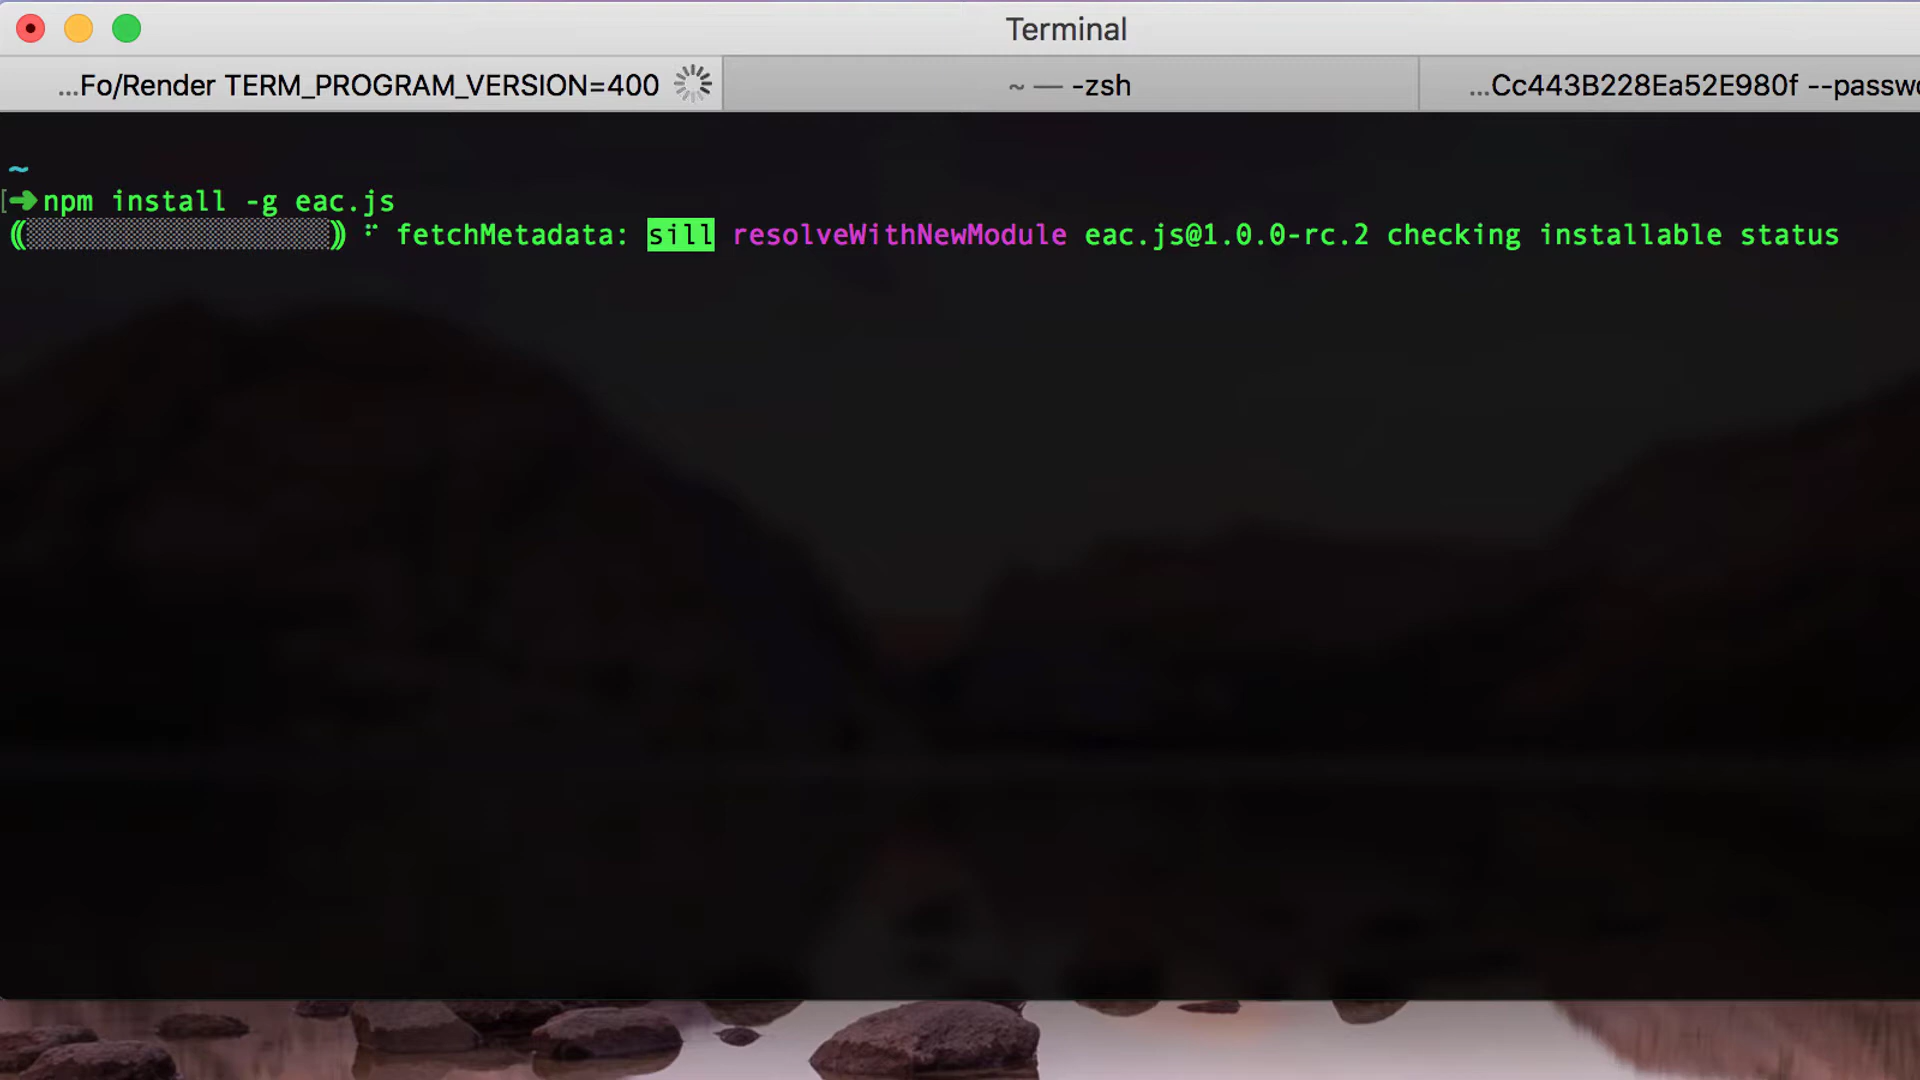 Terminal
...Fo/Render TERM_PROGRAM_VERSION=400
~ — -zsh
...Cc443B228Ea52E980f --passwo
~
[➜npm install -g eac.js
(░░░░░░░░░░░░░░░░░░) ⠋ fetchMetadata: sill resolveWithNewModule eac.js@1.0.0-rc.2 checking installable status